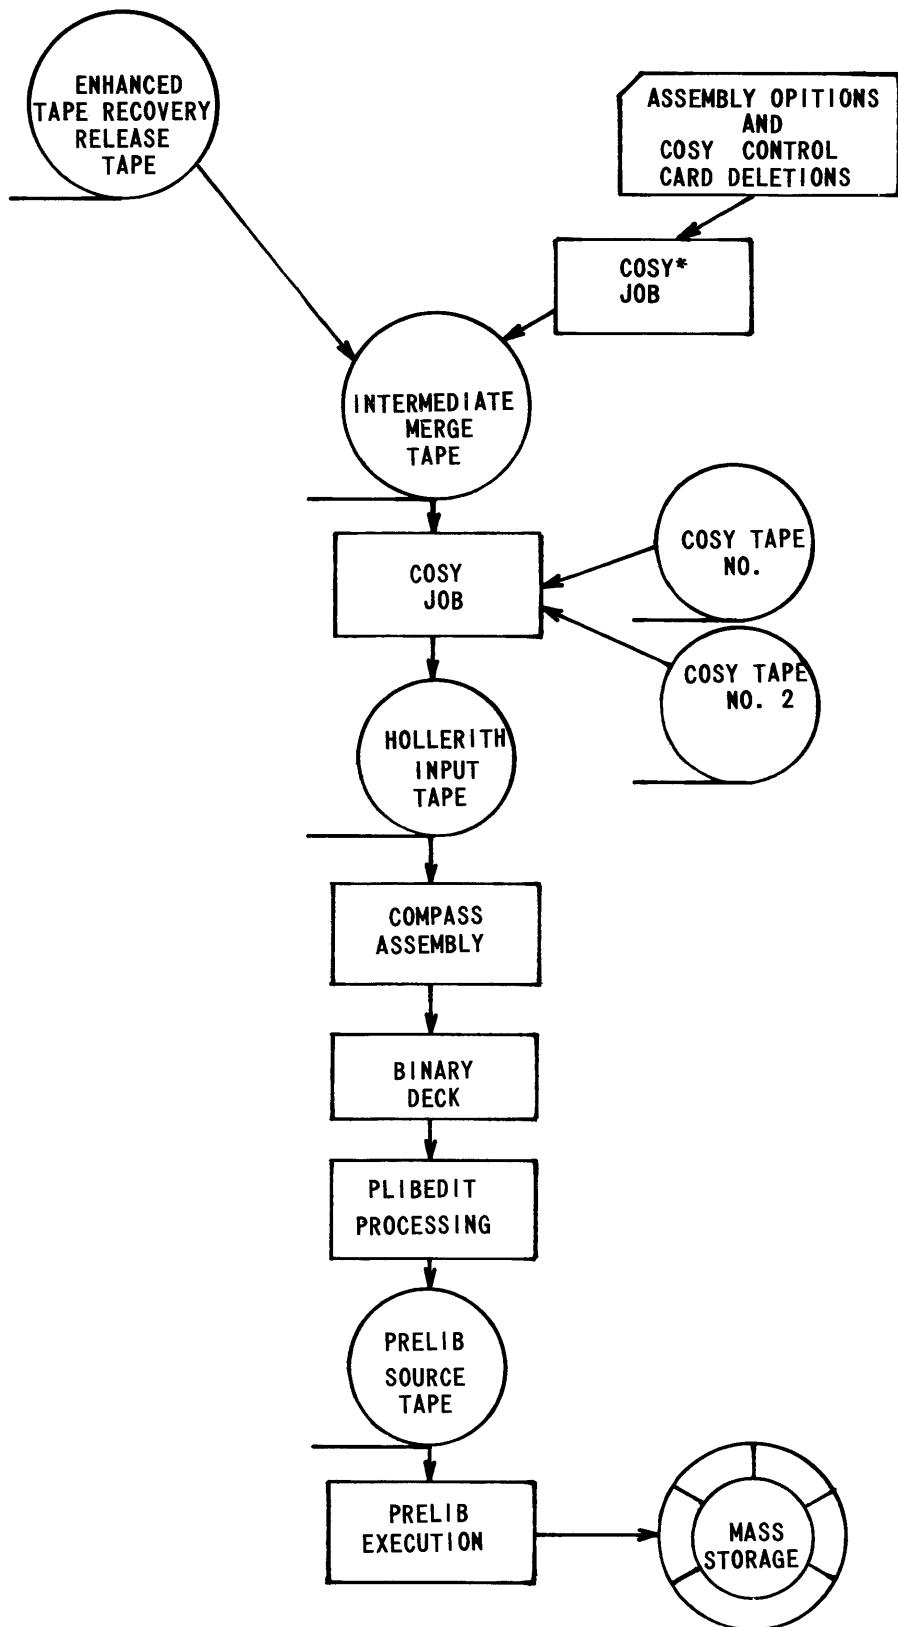 ENHANCED
TAPE RECOVERY
RELEASE
TAPE
ASSEMBLY OPITIONS
AND
COSY CONTROL
CARD DELETIONS
COSY*
JOB
INTERMEDIATE
MERGE
TAPE
COSY
JOB
COSY TAPE
NO.
COSY TAPE
NO. 2
HOLLERITH
INPUT
TAPE
COMPASS
ASSEMBLY
BINARY
DECK
PLIBEDIT
PROCESSING
PRELIB
SOURCE
TAPE
PRELIB
EXECUTION
MASS
STORAGE